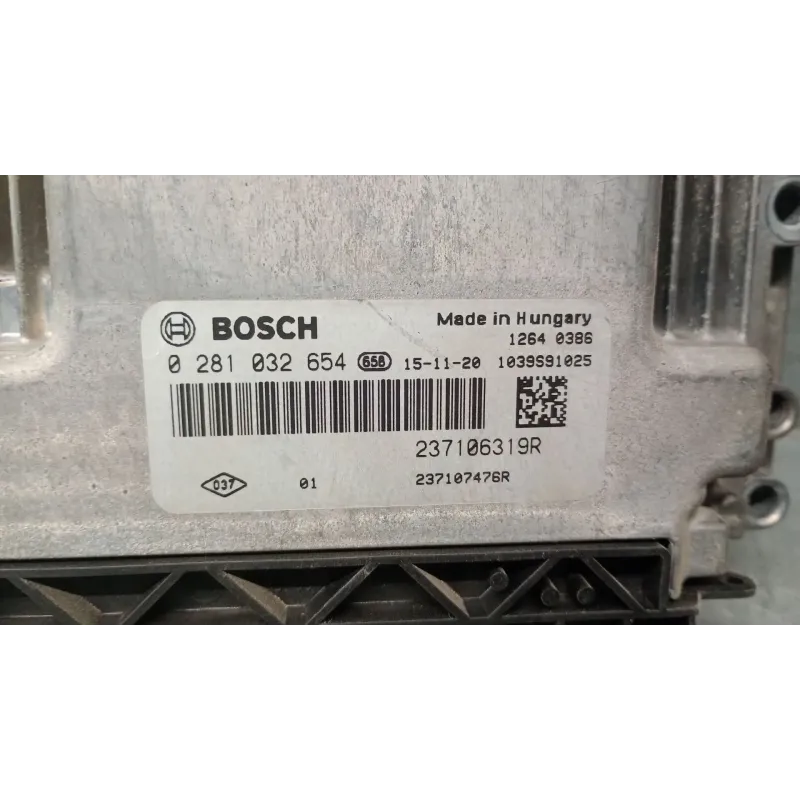 BOSCH Made in Hungary
1264 0386
0 281 032 654 658 15-11-20 1039S91025
237106319R
037 01 237107476R